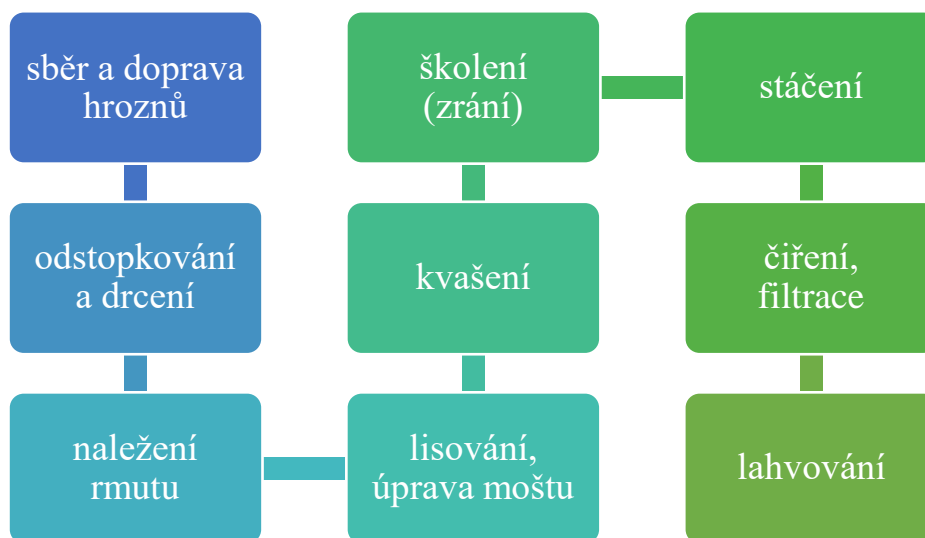 sběr a doprava
hroznů
odstopkování
a drcení
naležení
rmutu
lisování,
úprava moštu
kvašení
školení
(zrání)
stáčení
čiření,
filtrace
lahvování